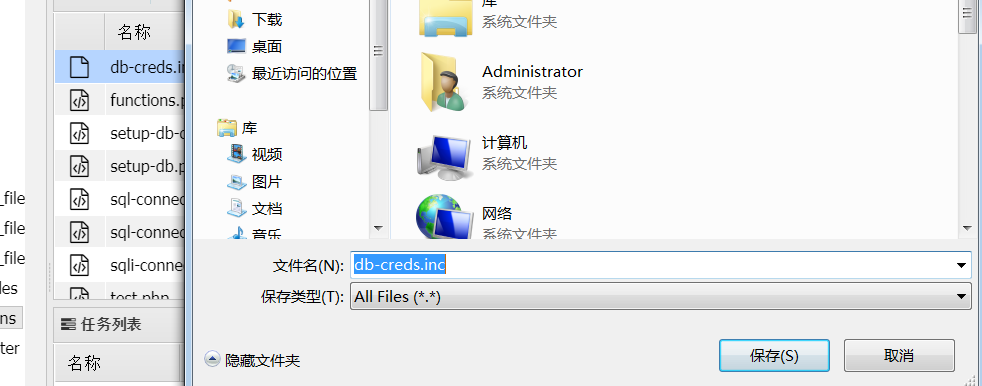 名称
db-creds.in
functions.p
setup-db-c
setup-db.p
sql-connec
sql-connec
sqli-connec
test.php
_file
_file
_file
les
ns
ter
任务列表
名称
下载
桌面
最近访问的位置
库
视频
图片
文档
音乐
库
系统文件夹
Administrator
系统文件夹
计算机
系统文件夹
网络
系统文件夹
文件名(N): db-creds.inc
保存类型(T): All Files (*.*)
隐藏文件夹
保存(S)
取消